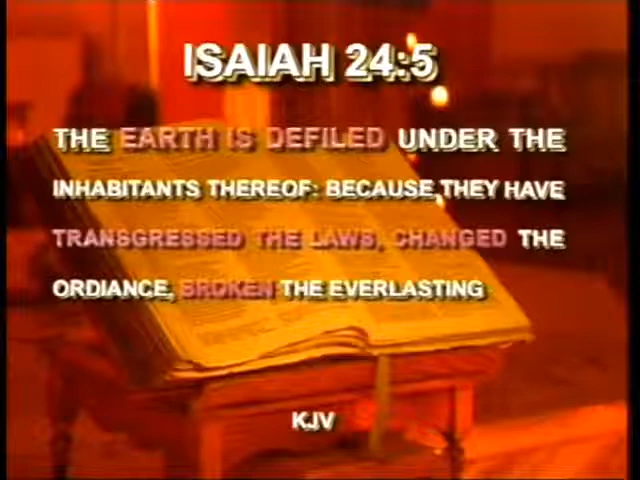 ISAIAH 24:5
THE EARTH IS DEFILED UNDER THE
INHABITANTS THEREOF: BECAUSE THEY HAVE
TRANSGRESSED THE LAWS, CHANGED THE
ORDIANCE, BROKEN THE EVERLASTING
KJV